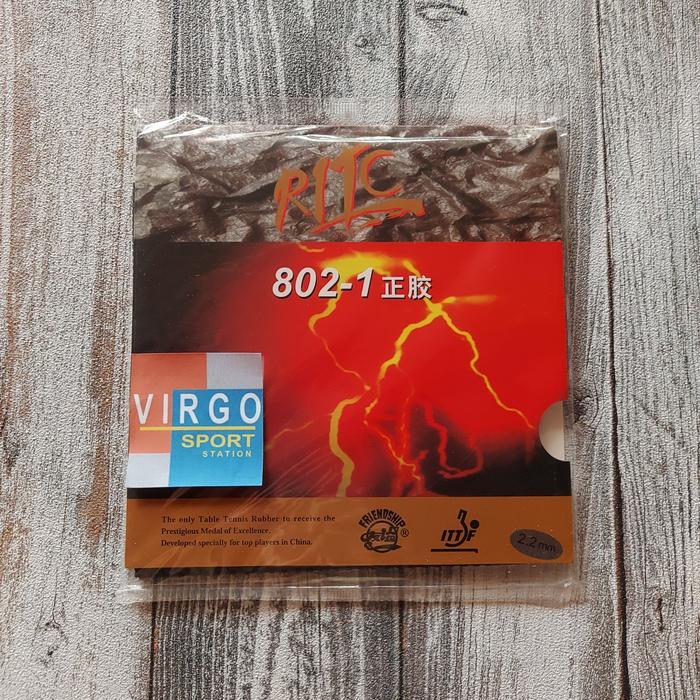 RITC
802-1正胶
VIRGO
SPORT
STATION
The only Table Tennis Rubber to receive the
Prestigious Medal of Excellence.
Developed specially for top players in China.
FRIENDSHIP
®
ITTF
2.2 mm